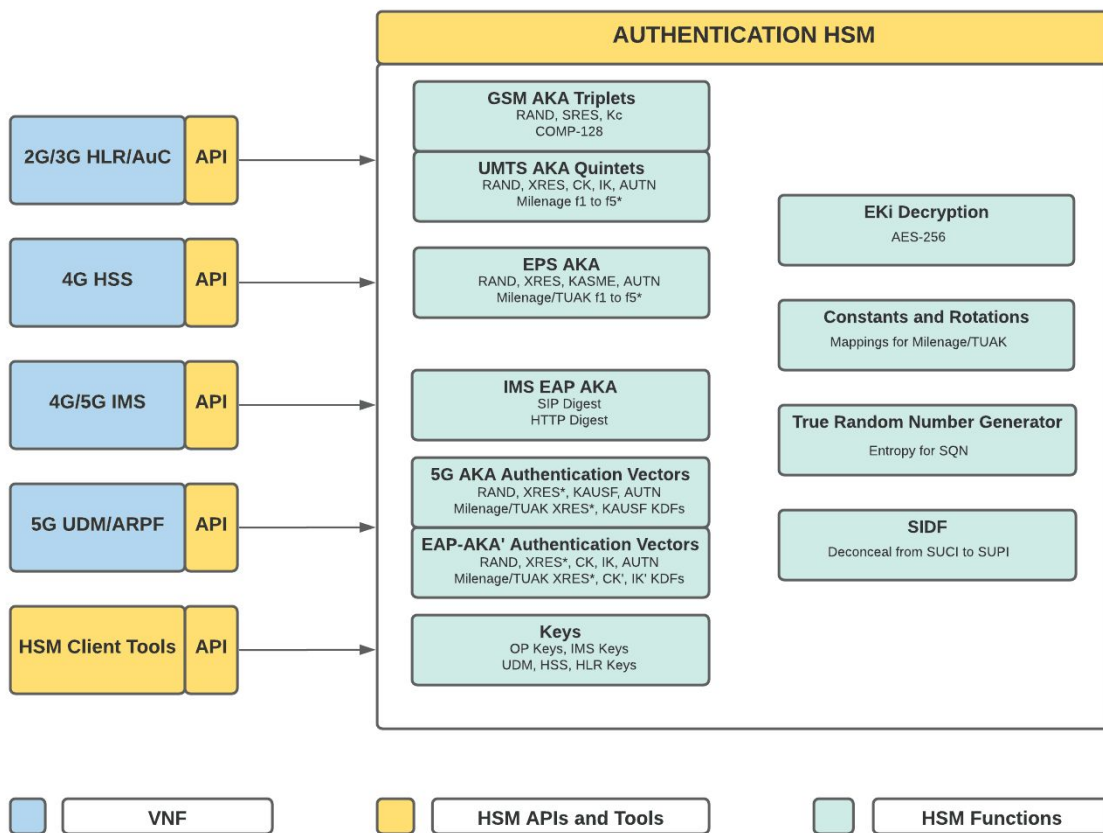 AUTHENTICATION HSM
2G/3G HLR/AuC
API
4G HSS
API
4G/5G IMS
API
5G UDM/ARPF
API
HSM Client Tools
API
GSM AKA Triplets
RAND, SRES, Kc
COMP-128
UMTS AKA Quintets
RAND, XRES, CK, IK, AUTN
Milenage f1 to f5*
EPS AKA
RAND, XRES, KASME, AUTN
Milenage/TUAK f1 to f5*
IMS EAP AKA
SIP Digest
HTTP Digest
5G AKA Authentication Vectors
RAND, XRES*, KAUSF, AUTN
Milenage/TUAK XRES*, KAUSF KDFs
EAP-AKA' Authentication Vectors
RAND, XRES*, CK, IK, AUTN
Milenage/TUAK XRES*, CK', IK' KDFs
Keys
OP Keys, IMS Keys
UDM, HSS, HLR Keys
EKi Decryption
AES-256
Constants and Rotations
Mappings for Milenage/TUAK
True Random Number Generator
Entropy for SQN
SIDF
Deconceal from SUCI to SUPI
VNF
HSM APIs and Tools
HSM Functions